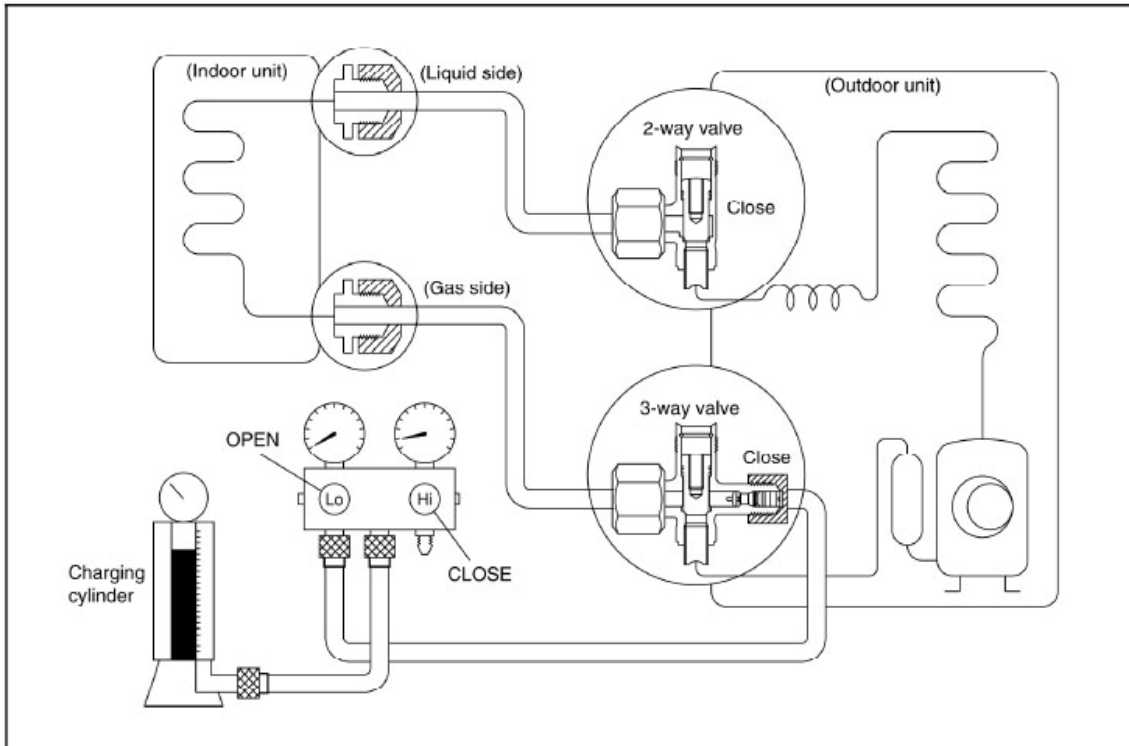 (Indoor unit)
(Liquid side)
(Outdoor unit)
2-way valve
Close
(Gas side)
3-way valve
Close
OPEN
Lo
Hi
CLOSE
Charging
cylinder